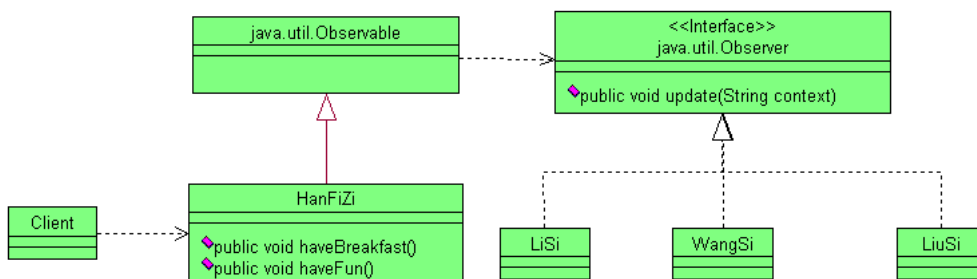 java.util.Observable
<<Interface>>
java.util.Observer
public void update(String context)
Client
HanFiZi
public void haveBreakfast()
public void haveFun()
LiSi
WangSi
LiuSi